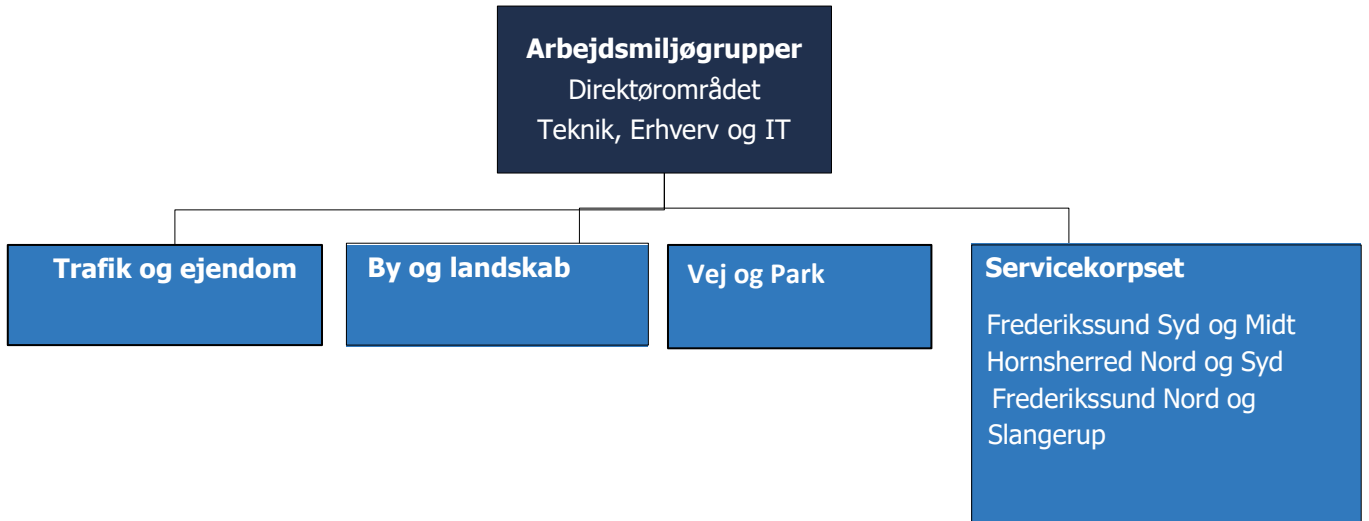 Arbejdsmiljøgrupper
Direktørområdet
Teknik, Erhverv og IT
Trafik og ejendom
By og landskab
Vej og Park
Servicekorpset
Frederikssund Syd og Midt
Hornsherred Nord og Syd
Frederikssund Nord og
Slangerup